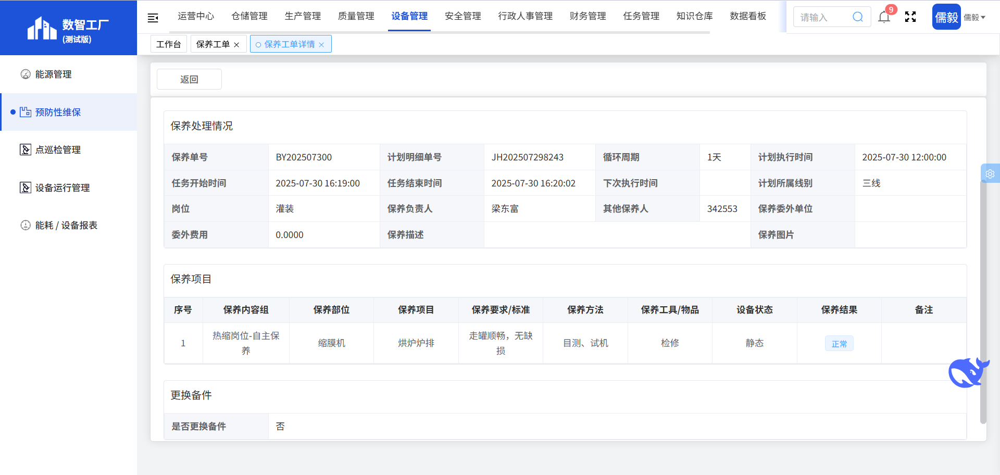 数智工厂
(测试版)
运营中心 仓储管理 生产管理 质量管理 设备管理 安全管理 行政人事管理 财务管理 任务管理 知识仓库 数据看板
请输入
9
儒毅
儒毅
工作台 保养工单 保养工单详情
能源管理
预防性维保
点巡检管理
设备运行管理
能耗 / 设备报表
返回
保养处理情况
保养单号 BY202507300 计划明细单号 JH202507298243 循环周期 1天 计划执行时间 2025-07-30 12:00:00
任务开始时间 2025-07-30 16:19:00 任务结束时间 2025-07-30 16:20:02 下次执行时间 计划所属线别 三线
岗位 灌装 保养负责人 梁东富 其他保养人 342553 保养委外单位
委外费用 0.0000 保养描述 保养图片
保养项目
序号 保养内容组 保养部位 保养项目 保养要求/标准 保养方法 保养工具/物品 设备状态 保养结果 备注
1 热缩岗位-自主保养 缩膜机 烘炉炉排 走罐顺畅，无缺损 目测、试机 检修 静态 正常
更换备件
是否更换备件 否